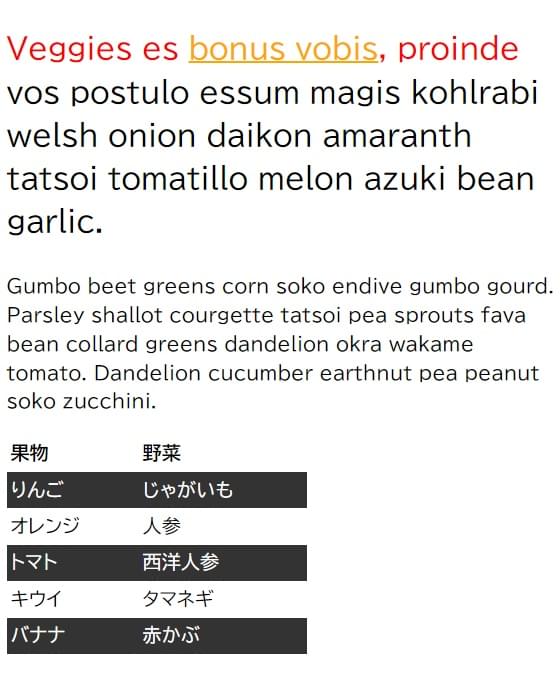 Veggies es bonus vobis, proinde
vos postulo essum magis kohlrabi
welsh onion daikon amaranth
tatsoi tomatillo melon azuki bean
garlic.
Gumbo beet greens corn soko endive gumbo gourd.
Parsley shallot courgette tatsoi pea sprouts fava
bean collard greens dandelion okra wakame
tomato. Dandelion cucumber earthnut pea peanut
soko zucchini.
果物 野菜
りんご じゃがいも
オレンジ 人参
トマト 西洋人参
キウイ タマネギ
バナナ 赤かぶ